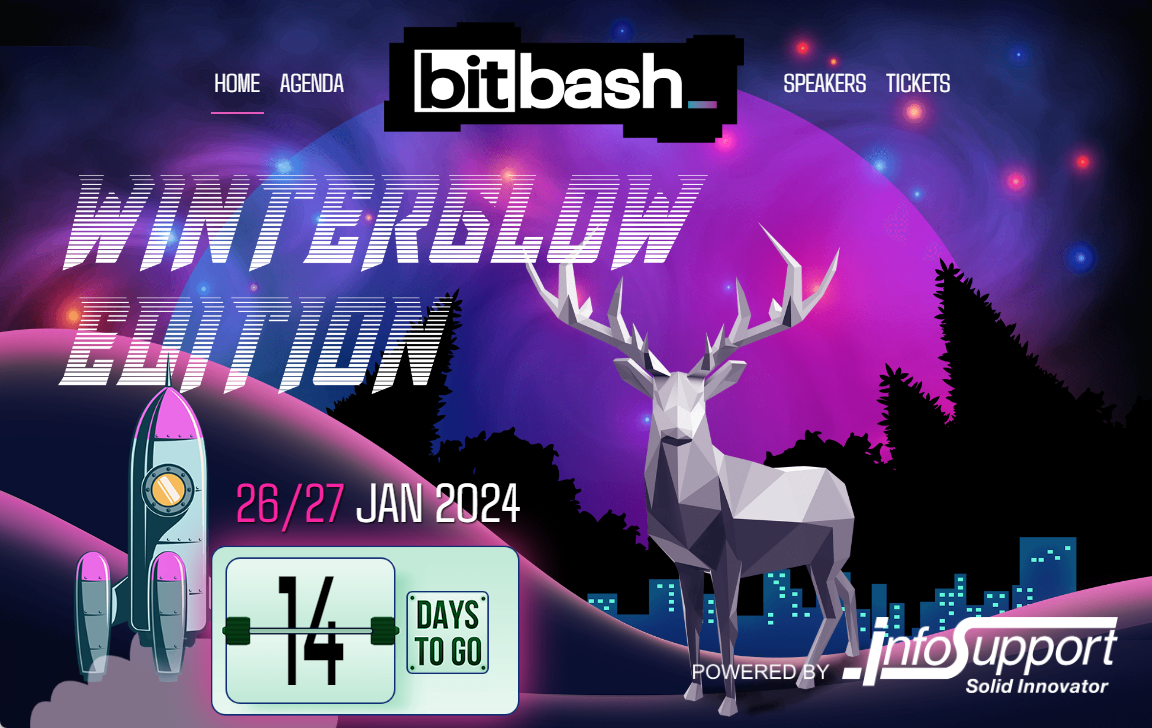 HOME AGENDA bitbash_ SPEAKERS TICKETS
WINTERGLOW
EDITION
26/27 JAN 2024
14 DAYS
TO GO
POWERED BY infoSupport
Solid Innovator